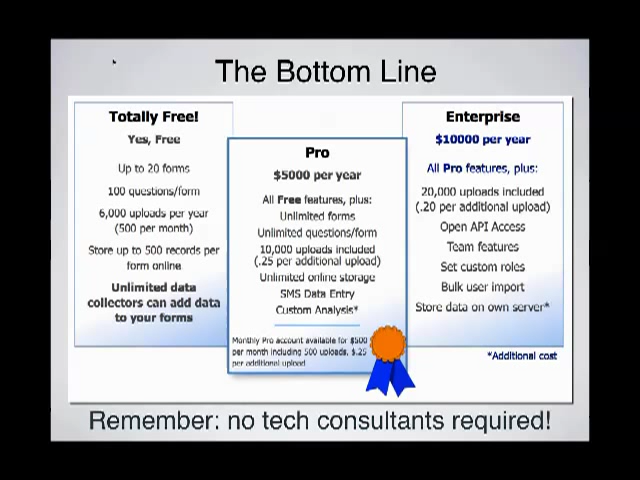 The Bottom Line
Totally Free!
Yes, Free
Up to 20 forms
100 questions/form
6,000 uploads per year
(500 per month)
Store up to 500 records per
form online
Unlimited data
collectors can add data
to your forms
Pro
$5000 per year
All Free features, plus:
Unlimited forms
Unlimited questions/form
10,000 uploads included
(.25 per additional upload)
Unlimited online storage
SMS Data Entry
Custom Analysis*
Monthly Pro account available for $500
per month including 500 uploads, $.25
per additional upload
Enterprise
$10000 per year
All Pro features, plus:
20,000 uploads included
(.20 per additional upload)
Open API Access
Team features
Set custom roles
Bulk user import
Store data on own server*
*Additional cost
Remember: no tech consultants required!